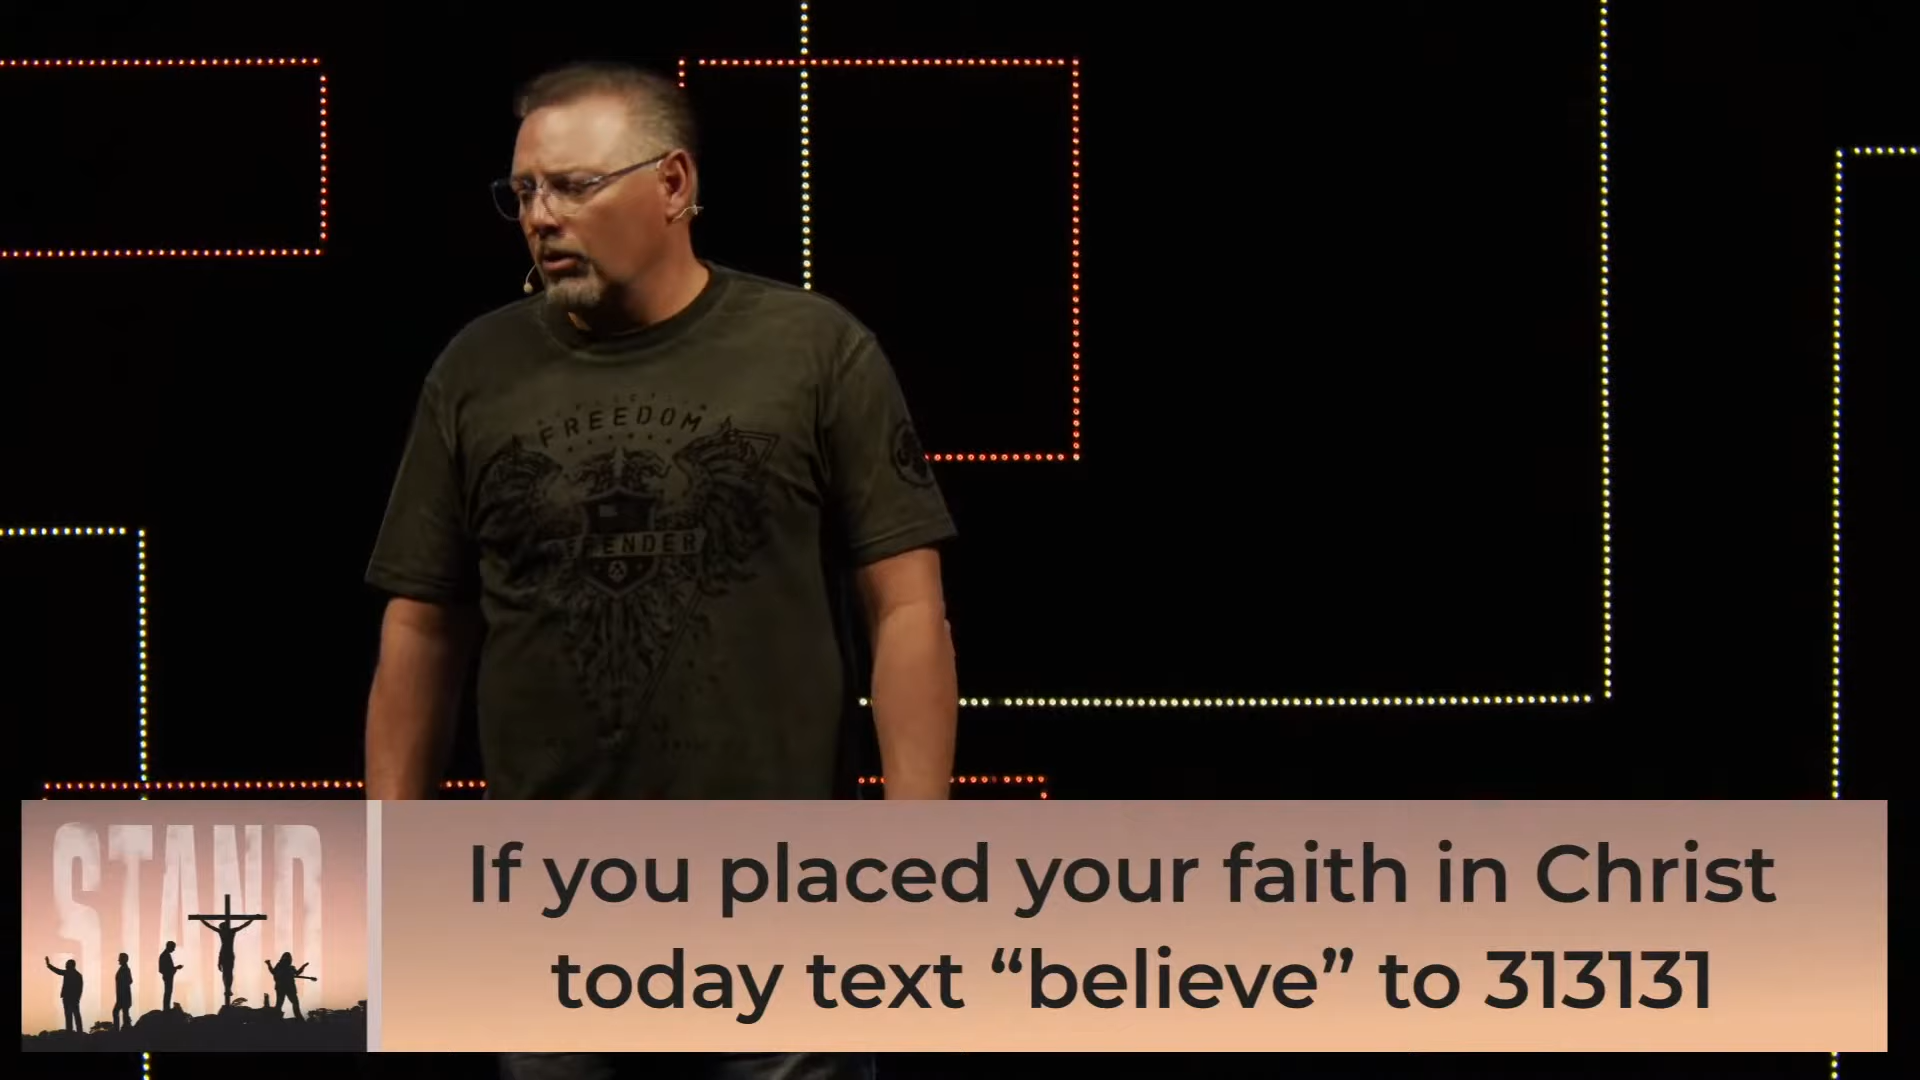 FREEDOM
DEFENDER
STAND
If you placed your faith in Christ
today text “believe” to 313131